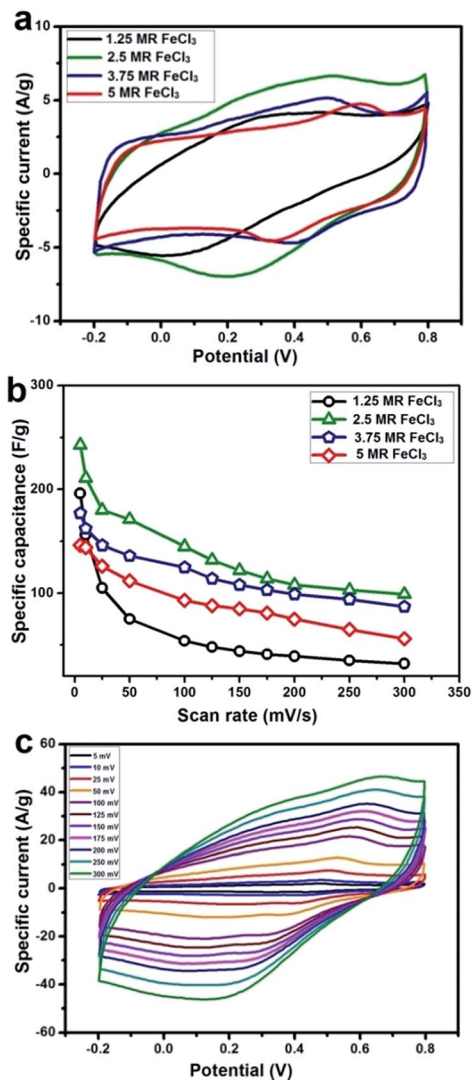 a
1.25 MR FeCl₃
2.5 MR FeCl₃
3.75 MR FeCl₃
5 MR FeCl₃
Specific current (A/g)
10
5
0
-5
-10
-0.2 0.0 0.2 0.4 0.6 0.8
Potential (V)
b
1.25 MR FeCl₃
2.5 MR FeCl₃
3.75 MR FeCl₃
5 MR FeCl₃
Specific capacitance (F/g)
300
200
100
0 50 100 150 200 250 300 350
Scan rate (mV/s)
c
5 mV
10 mV
25 mV
50 mV
100 mV
125 mV
150 mV
175 mV
200 mV
250 mV
300 mV
Specific current (A/g)
60
40
20
0
-20
-40
-60
-0.2 0.0 0.2 0.4 0.6 0.8
Potential (V)